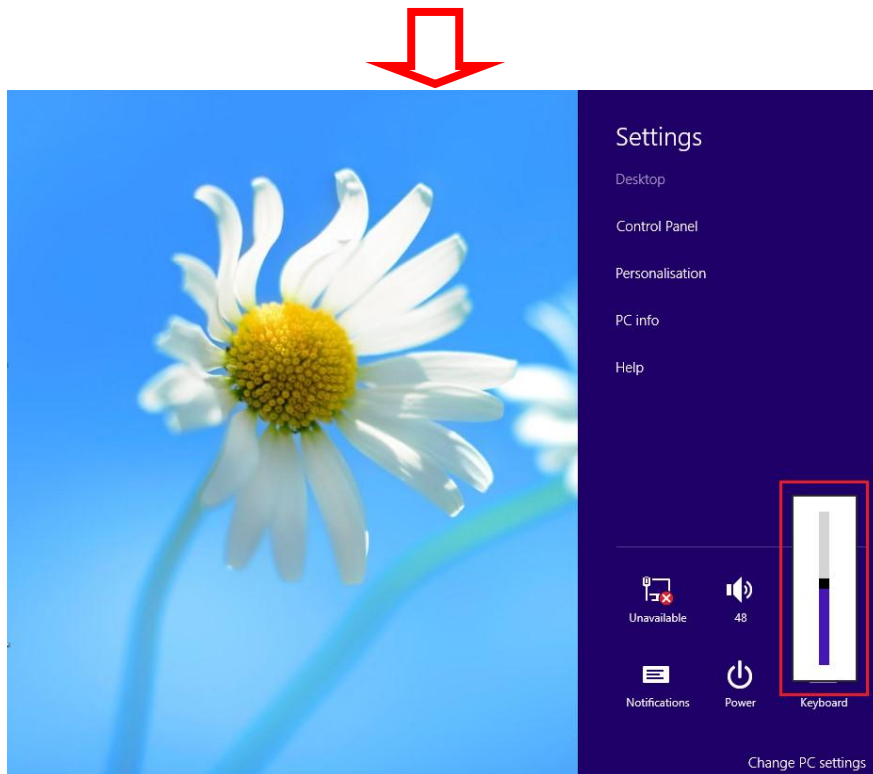 Settings
Desktop
Control Panel
Personalisation
PC info
Help
Unavailable
48
Notifications
Power
Keyboard
Change PC settings